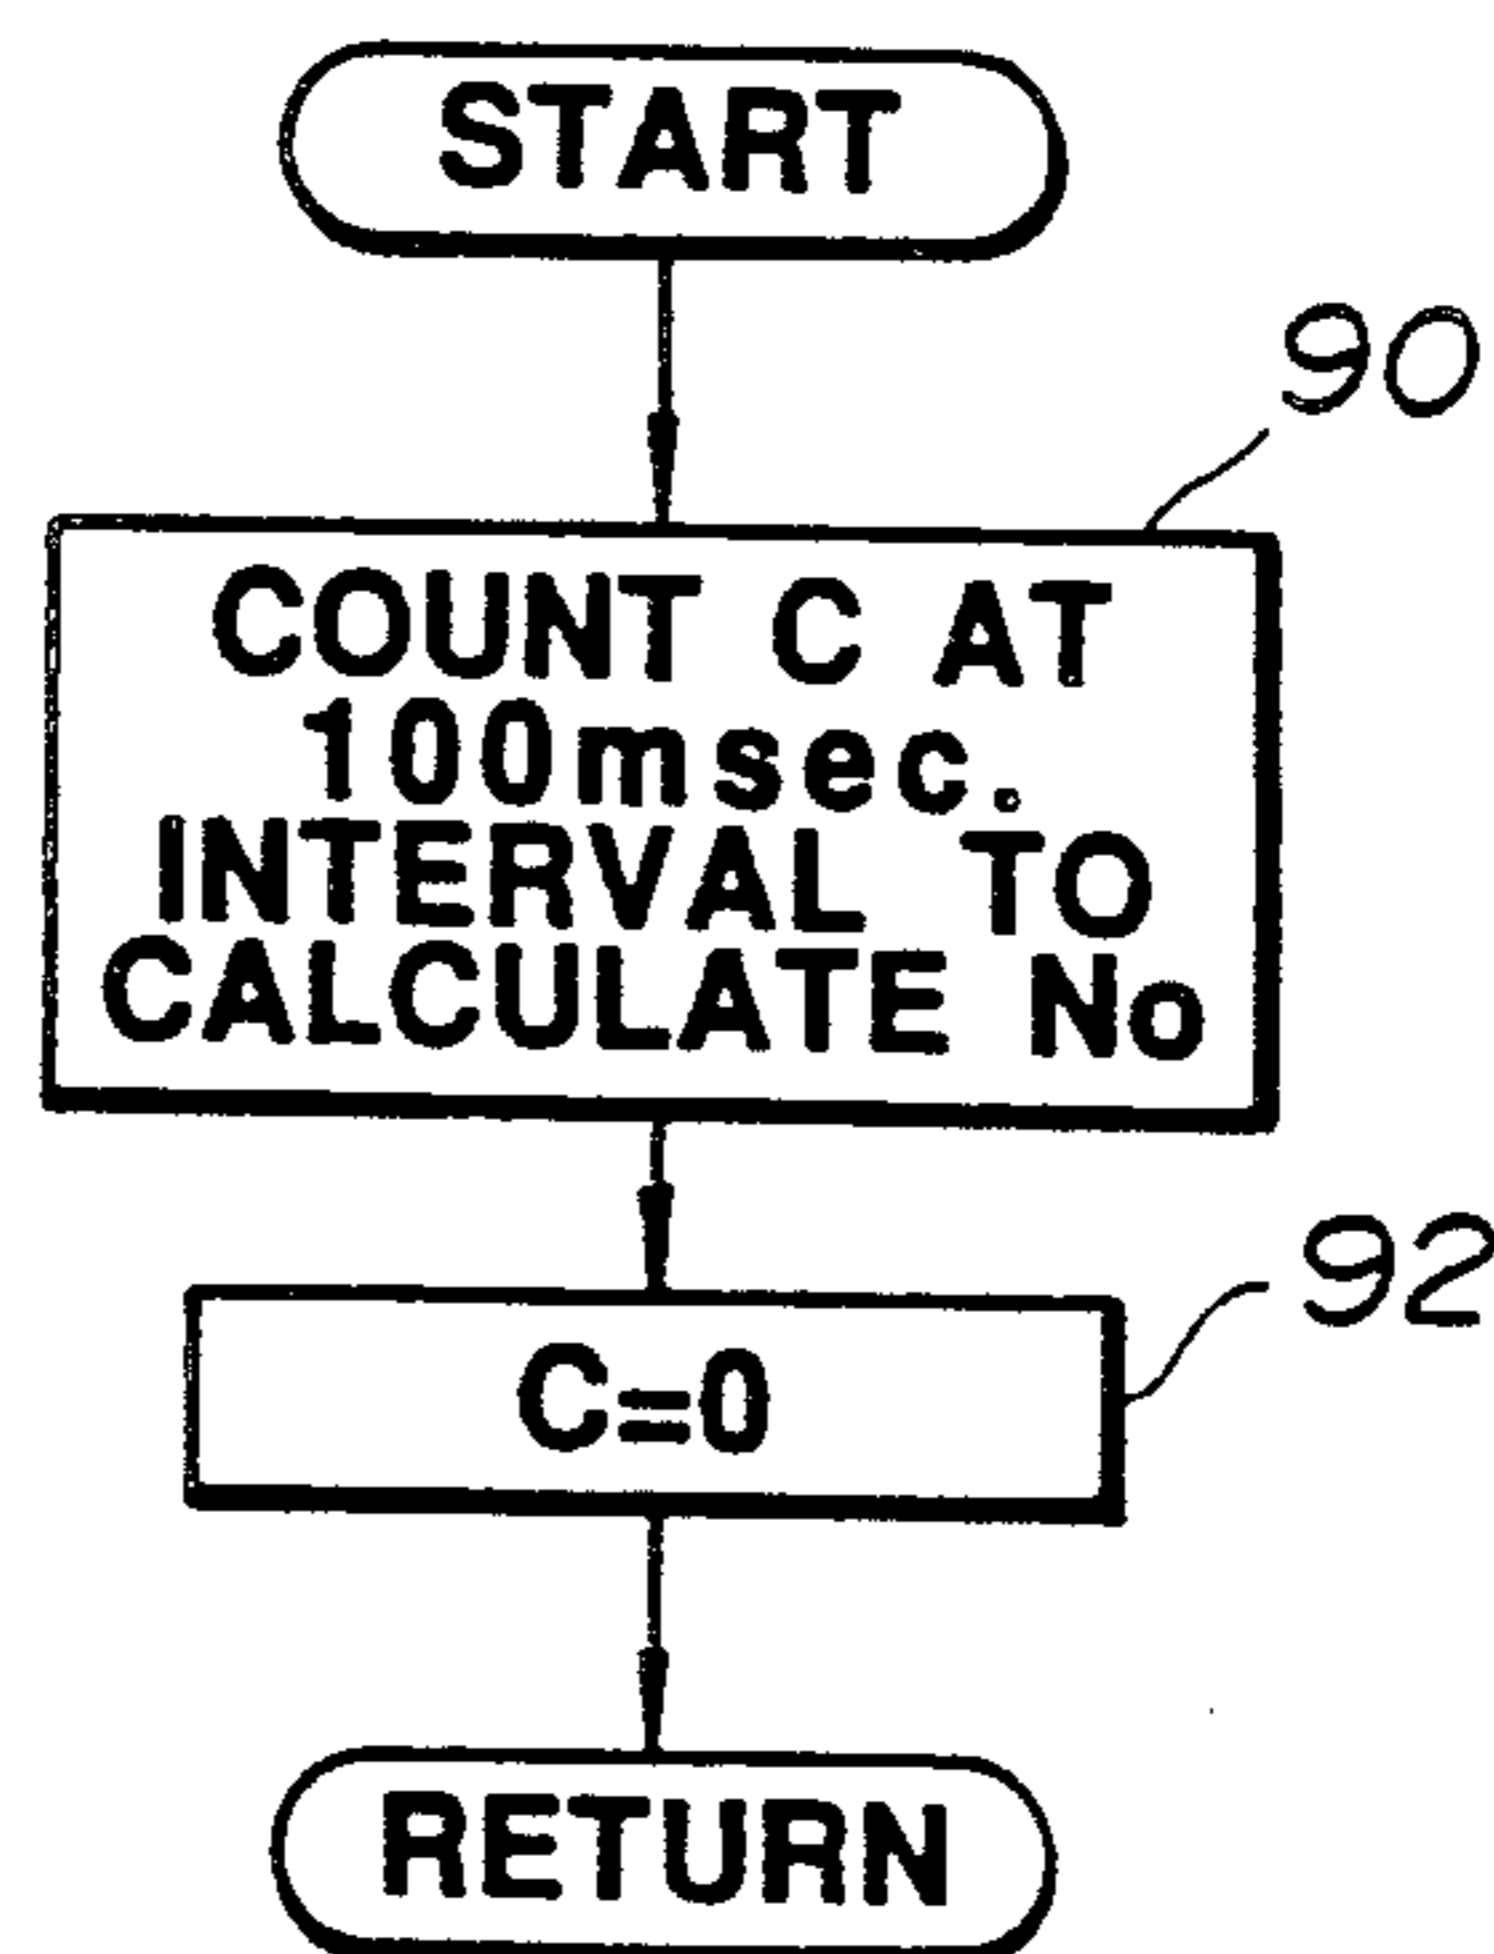 START
90
COUNT C AT
100msec.
INTERVAL TO
CALCULATE No
92
C=0
RETURN